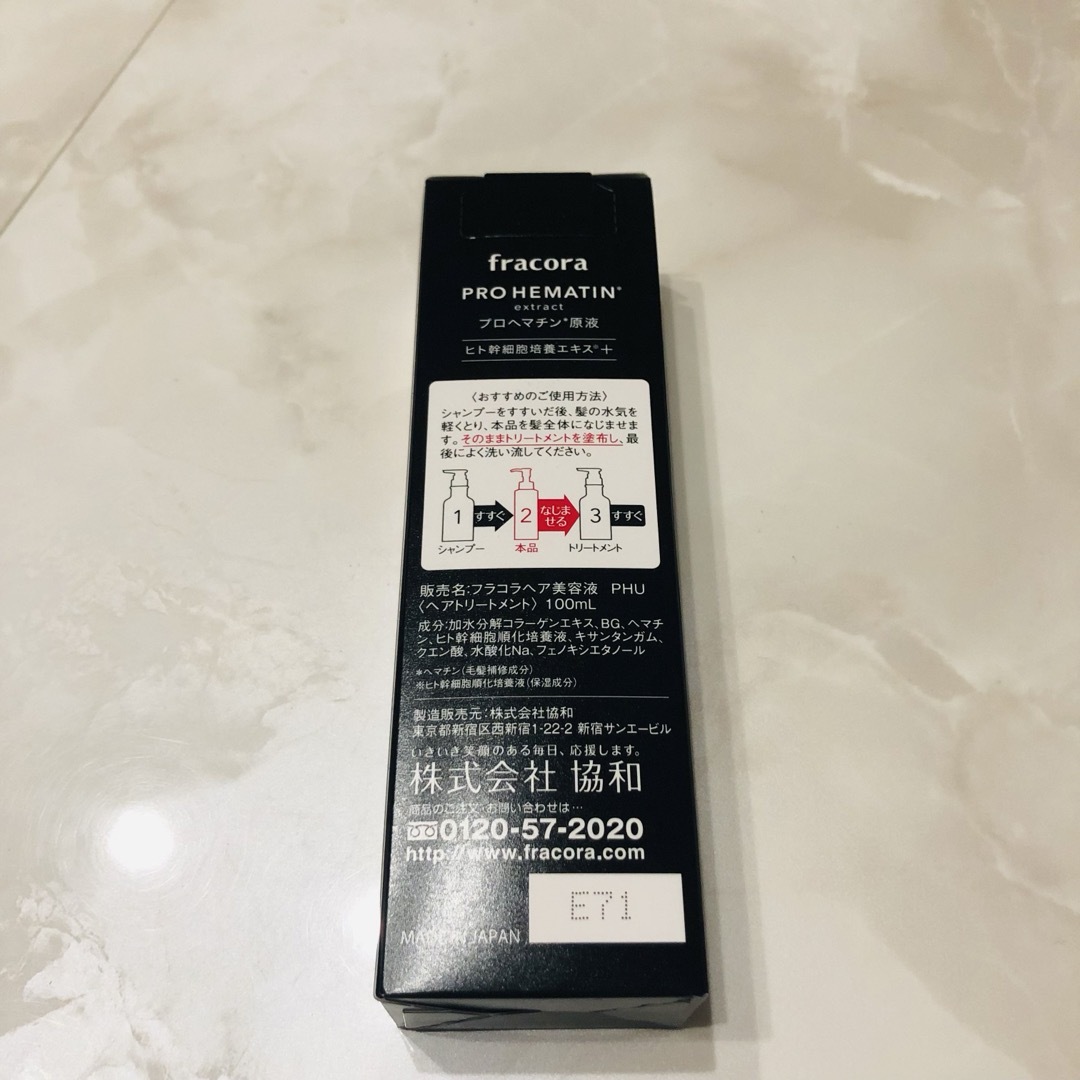 fracora
PRO HEMATIN*
extract
プロヘマチン*原液
ヒト幹細胞培養エキス※＋
〈おすすめのご使用方法〉
シャンプーをすすいだ後、髪の水気を
軽くとり、本品を髪全体になじませま
す。そのままトリートメントを塗布し、最
後によく洗い流してください。
1 すすぐ 2 なじま
せる 3 すすぐ
シャンプー 本品 トリートメント
販売名:フラコラヘア美容液 PHU
〈ヘアトリートメント〉 100mL
成分:加水分解コラーゲンエキス、BG、ヘマチ
ン、ヒト幹細胞順化培養液、キサンタンガム、
クエン酸、水酸化Na、フェノキシエタノール
*ヘマチン(毛髪補修成分)
※ヒト幹細胞順化培養液(保湿成分)
製造販売元:株式会社協和
東京都新宿区西新宿1-22-2 新宿サンエービル
いきいき笑顔のある毎日、応援します。
株式会社 協和
商品のご注文・お問い合わせは…
0120-57-2020
http://www.fracora.com
E71
MADE IN JAPAN